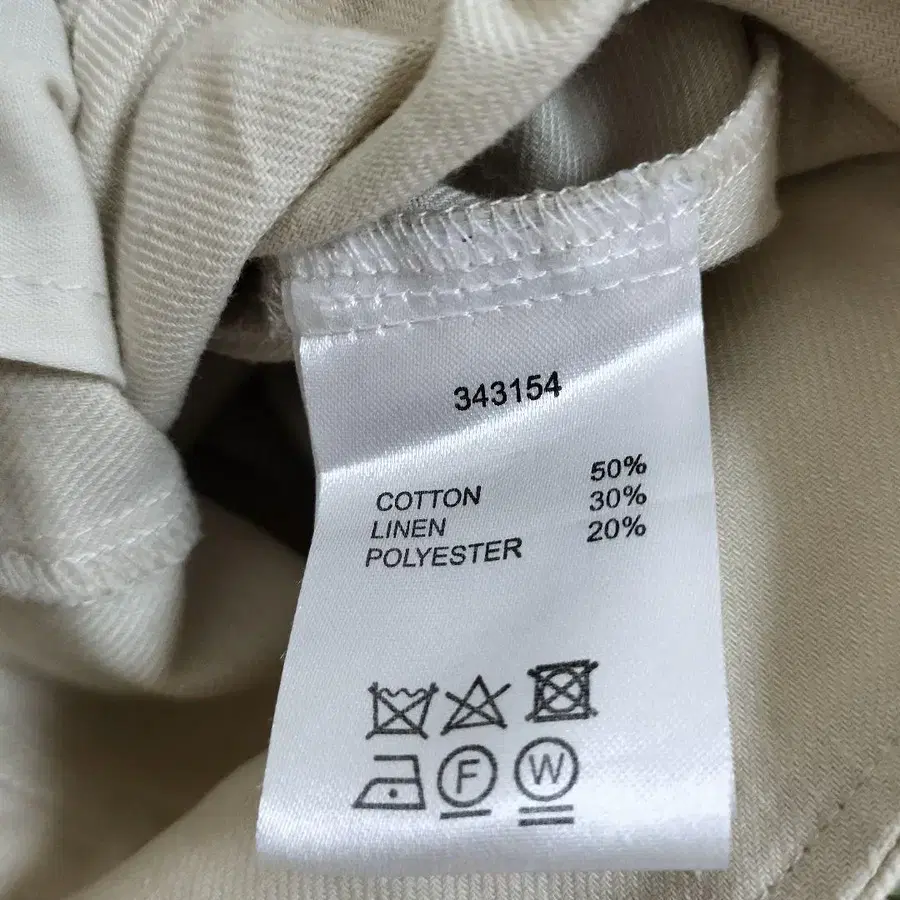 343154
COTTON 50%
LINEN 30%
POLYESTER 20%
F W